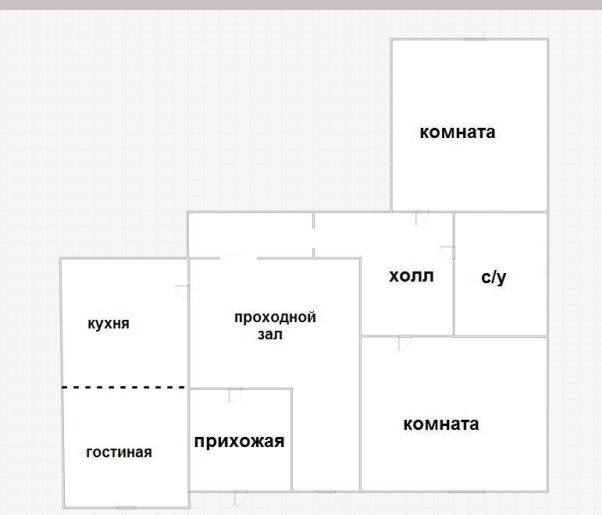 комната
холл
с/у
проходной
зал
кухня
комната
прихожая
гостиная